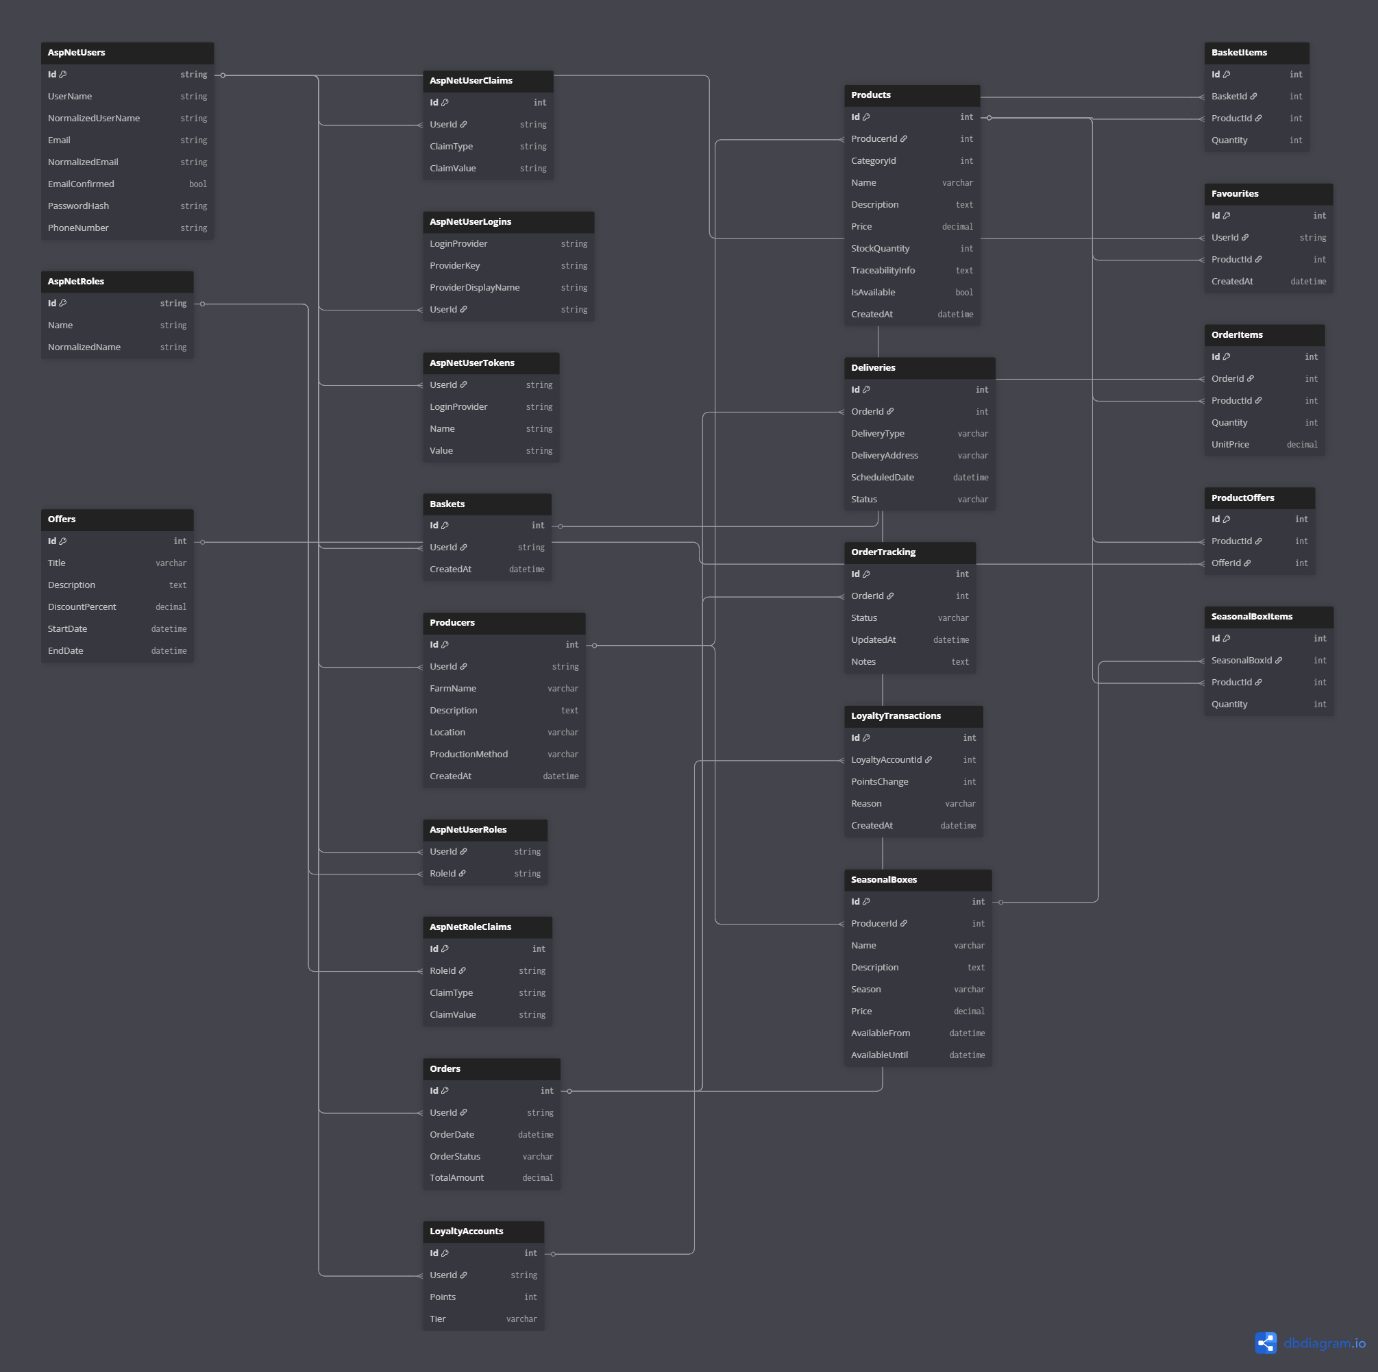 AspNetUsers
Id string
UserName string
NormalizedUserName string
Email string
NormalizedEmail string
EmailConfirmed bool
PasswordHash string
PhoneNumber string
AspNetRoles
Id string
Name string
NormalizedName string
Offers
Id int
Title varchar
Description text
DiscountPercent decimal
StartDate datetime
EndDate datetime
AspNetUserClaims
Id int
UserId string
ClaimType string
ClaimValue string
AspNetUserLogins
LoginProvider string
ProviderKey string
ProviderDisplayName string
UserId string
AspNetUserTokens
UserId string
LoginProvider string
Name string
Value string
Baskets
Id int
UserId string
CreatedAt datetime
Producers
Id int
UserId string
FarmName varchar
Description text
Location varchar
ProductionMethod varchar
CreatedAt datetime
AspNetUserRoles
UserId string
RoleId string
AspNetRoleClaims
Id int
RoleId string
ClaimType string
ClaimValue string
Orders
Id int
UserId string
OrderDate datetime
OrderStatus varchar
TotalAmount decimal
LoyaltyAccounts
Id int
UserId string
Points int
Tier varchar
Products
Id int
ProducerId int
CategoryId int
Name varchar
Description text
Price decimal
StockQuantity int
TraceabilityInfo text
IsAvailable bool
CreatedAt datetime
Deliveries
Id int
OrderId int
DeliveryType varchar
DeliveryAddress varchar
ScheduledDate datetime
Status varchar
OrderTracking
Id int
OrderId int
Status varchar
UpdatedAt datetime
Notes text
LoyaltyTransactions
Id int
LoyaltyAccountId int
PointsChange int
Reason varchar
CreatedAt datetime
SeasonalBoxes
Id int
ProducerId int
Name varchar
Description text
Season varchar
Price decimal
AvailableFrom datetime
AvailableUntil datetime
BasketItems
Id int
BasketId int
ProductId int
Quantity int
Favourites
Id int
UserId string
ProductId int
CreatedAt datetime
OrderItems
Id int
OrderId int
ProductId int
Quantity int
UnitPrice decimal
ProductOffers
Id int
ProductId int
OfferId int
SeasonalBoxItems
Id int
SeasonalBoxId int
ProductId int
Quantity int
dbdiagram.io